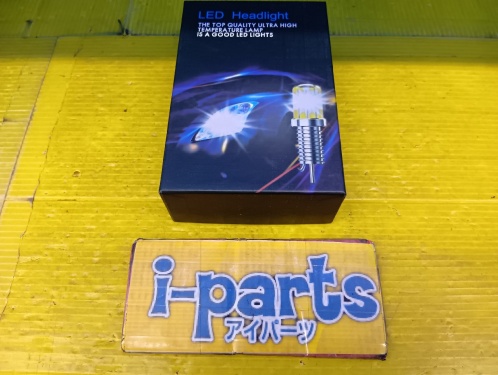 LED Headlight
THE TOP QUALITY ULTRA HIGH
TEMPERATURE LAMP
IS A GOOD LED LIGHTS
i-parts
アイパーツ